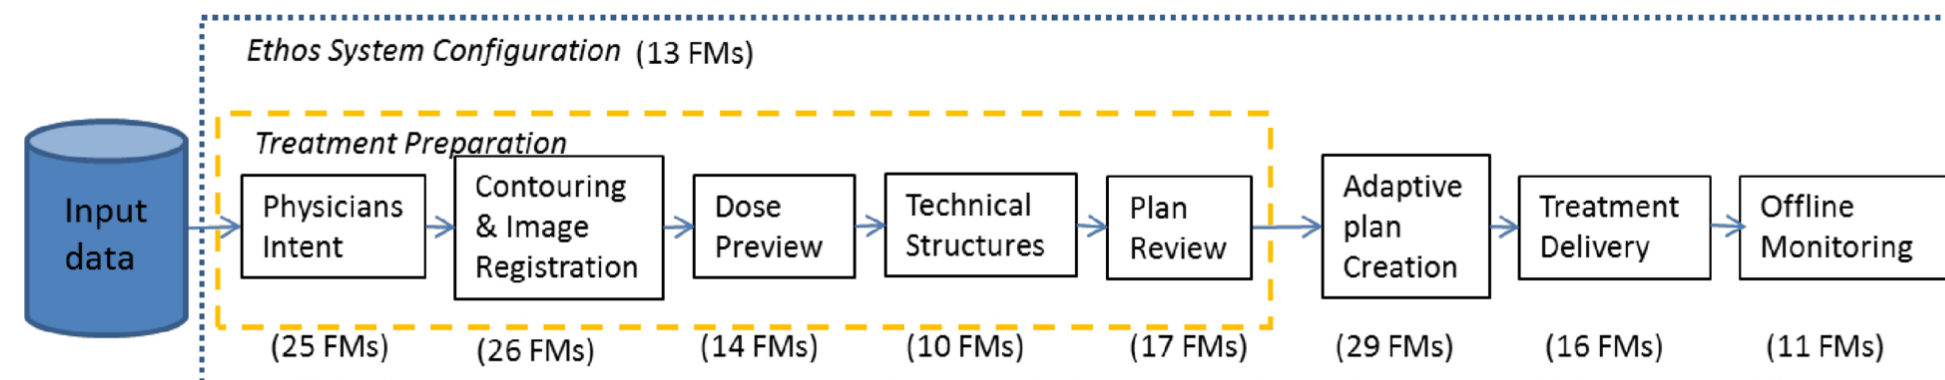 Ethos System Configuration (13 FMs)
Treatment Preparation
Input
data
Physicians
Intent
Contouring
& Image
Registration
Dose
Preview
Technical
Structures
Plan
Review
Adaptive
plan
Creation
Treatment
Delivery
Offline
Monitoring
(25 FMs)
(26 FMs)
(14 FMs)
(10 FMs)
(17 FMs)
(29 FMs)
(16 FMs)
(11 FMs)